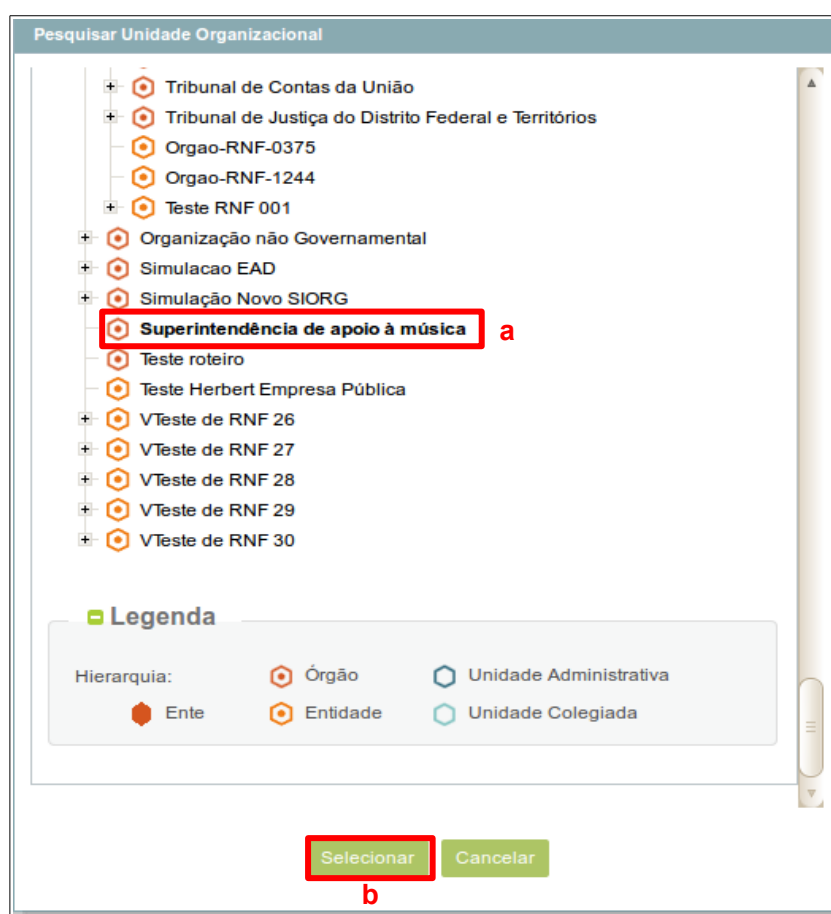 Pesquisar Unidade Organizacional
Tribunal de Contas da União
Tribunal de Justiça do Distrito Federal e Territórios
Orgao-RNF-0375
Orgao-RNF-1244
Teste RNF 001
Organização não Governamental
Simulacao EAD
Simulação Novo SIORG
Superintendência de apoio à música a
Teste roteiro
Teste Herbert Empresa Pública
VTeste de RNF 26
VTeste de RNF 27
VTeste de RNF 28
VTeste de RNF 29
VTeste de RNF 30
Legenda
Hierarquia: Órgão Unidade Administrativa
Ente Entidade Unidade Colegiada
Selecionar Cancelar
b